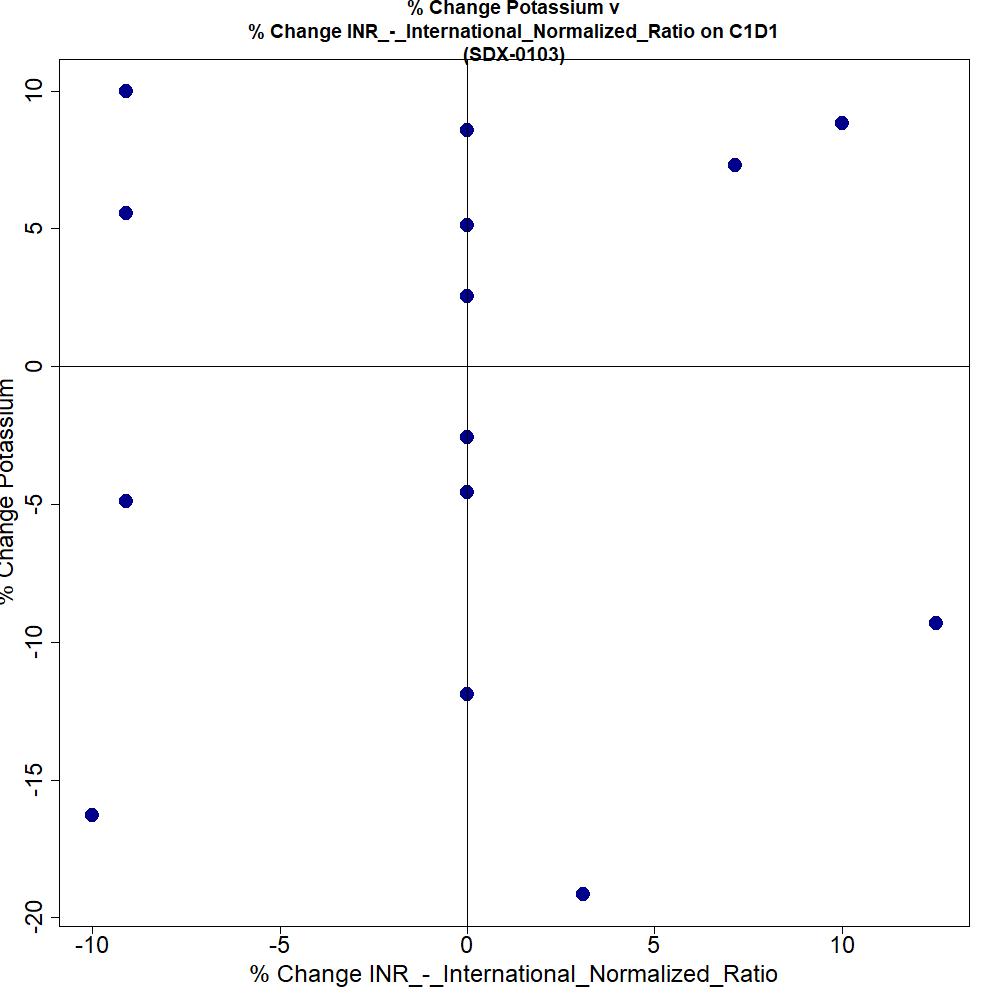 % Change Potassium v
% Change INR_-_International_Normalized_Ratio on C1D1
(SDX-0103)
10
5
0
-5
-10
-15
-20
% Change Potassium
-10
-5
0
5
10
% Change INR_-_International_Normalized_Ratio